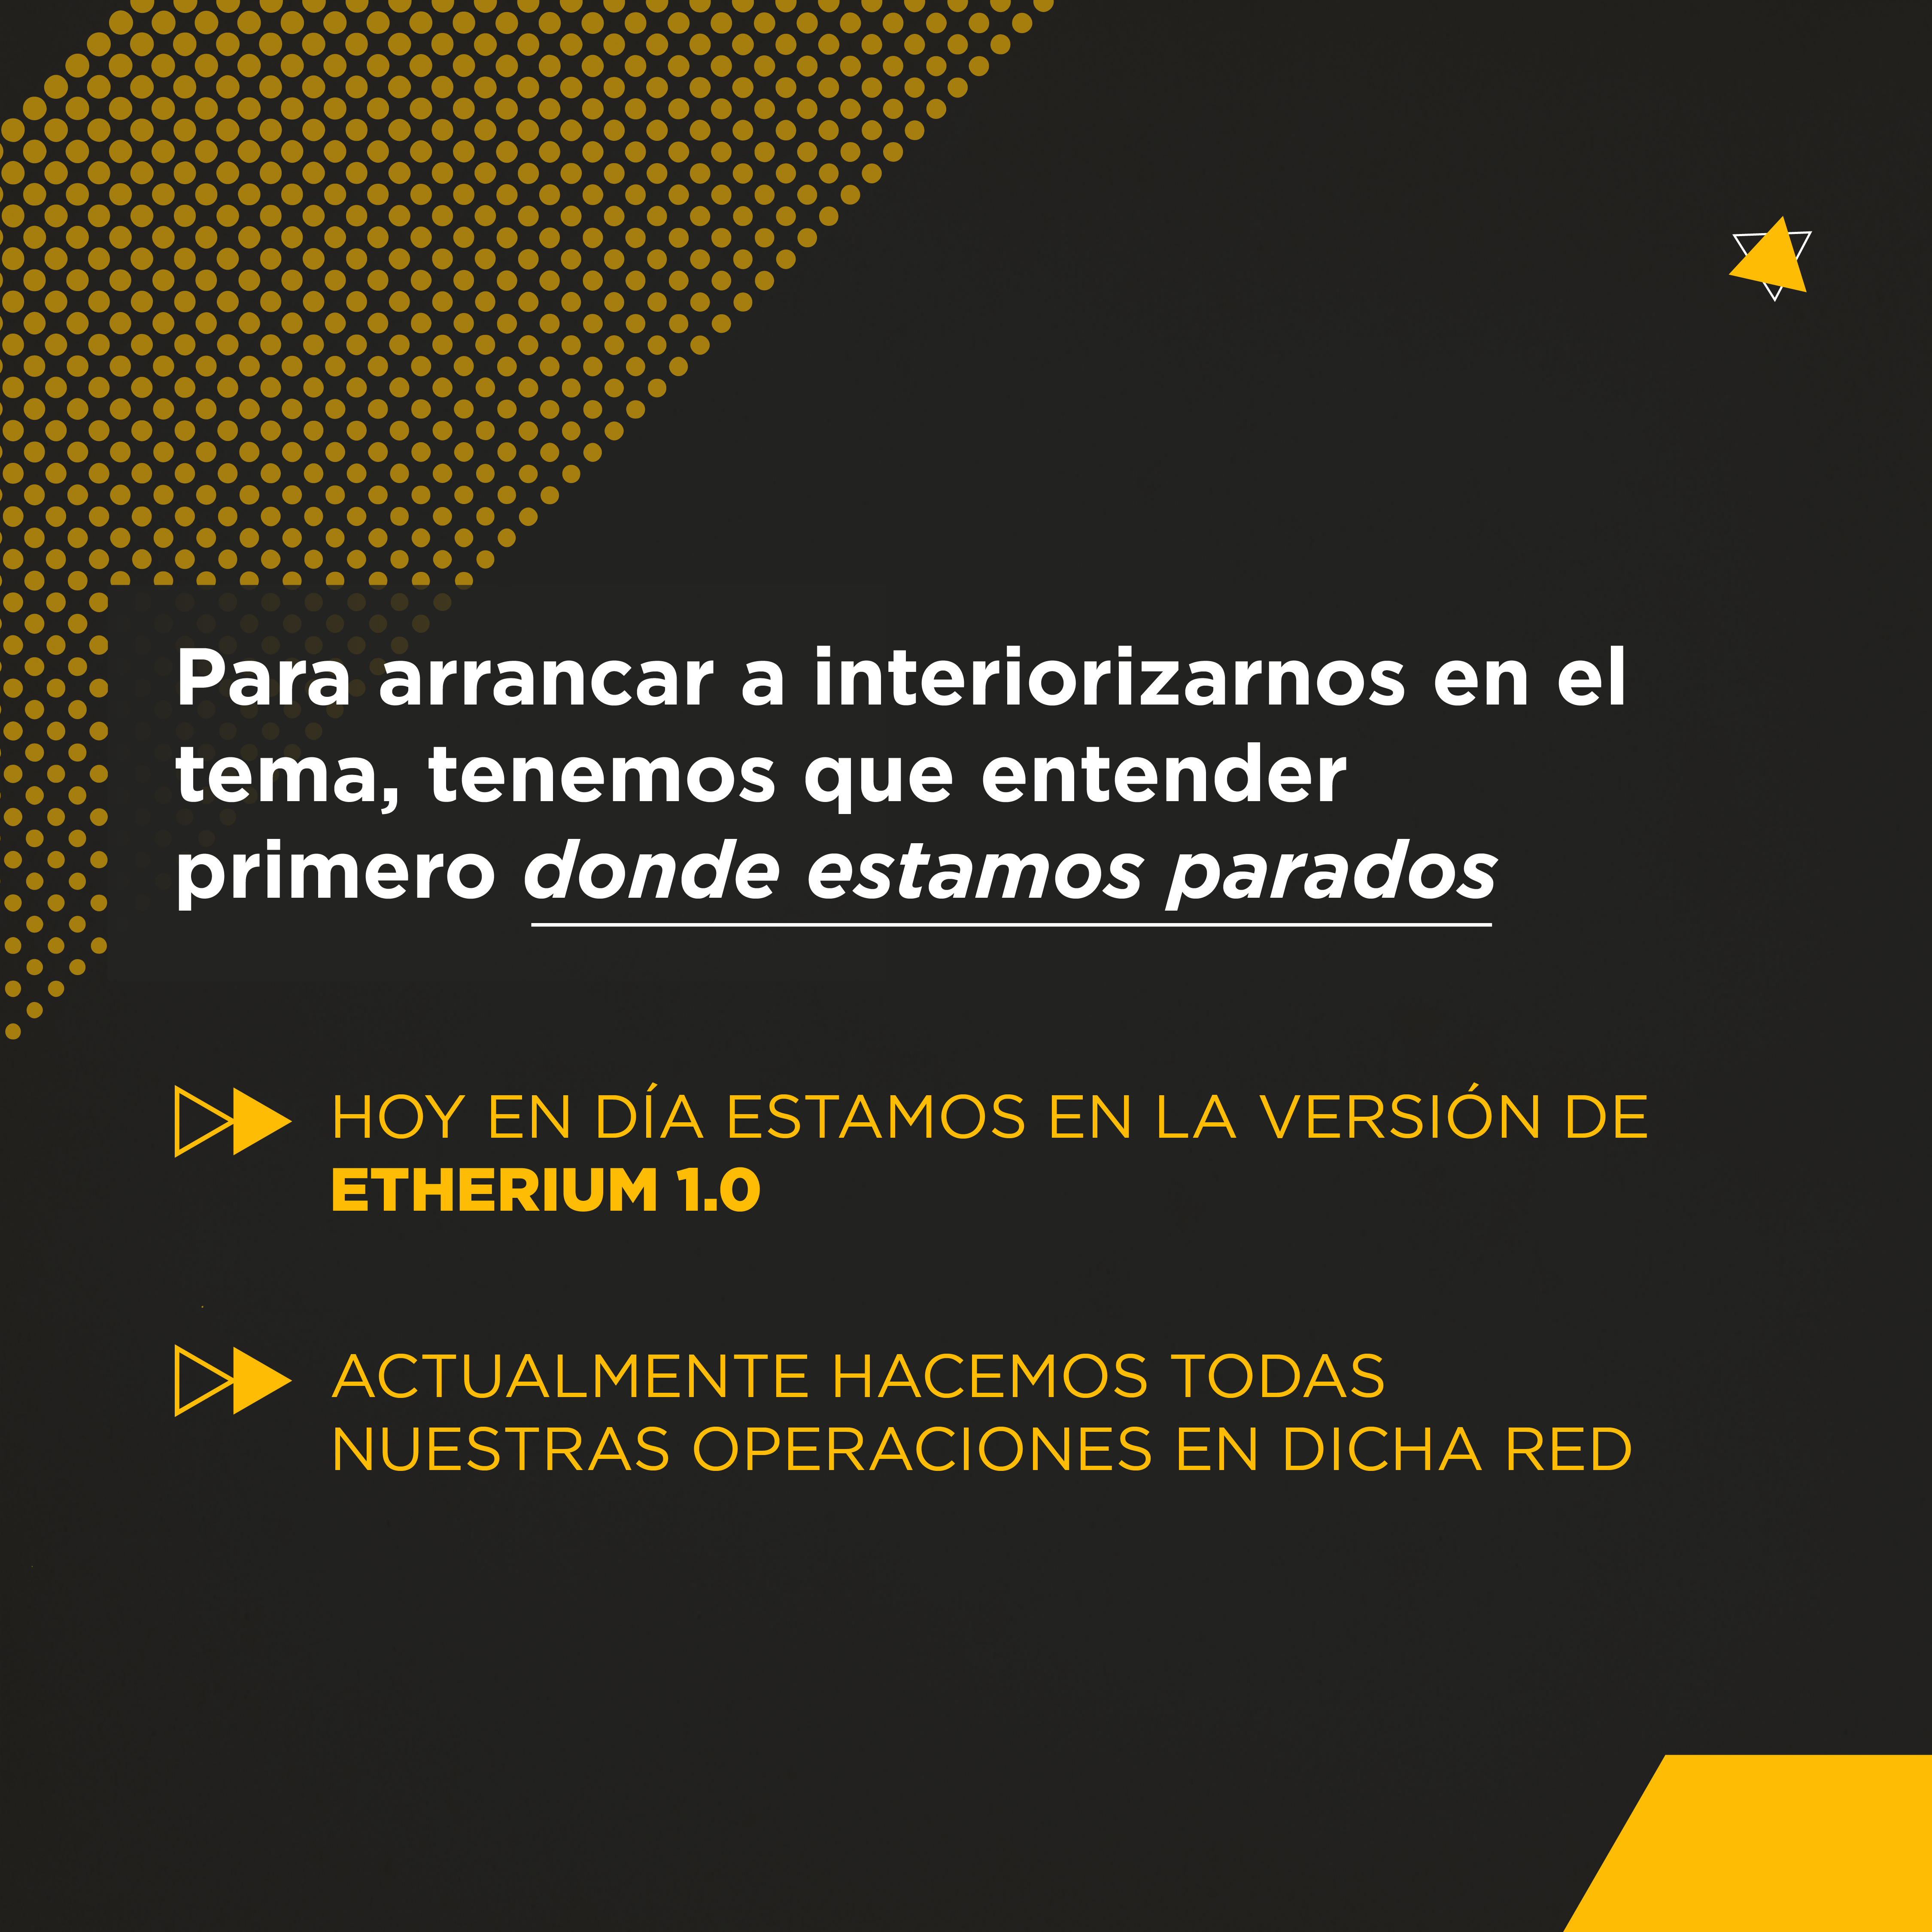 Para arrancar a interiorizarnos en el
tema, tenemos que entender
primero donde estamos parados
HOY EN DÍA ESTAMOS EN LA VERSIÓN DE
ETHERIUM 1.0
ACTUALMENTE HACEMOS TODAS
NUESTRAS OPERACIONES EN DICHA RED